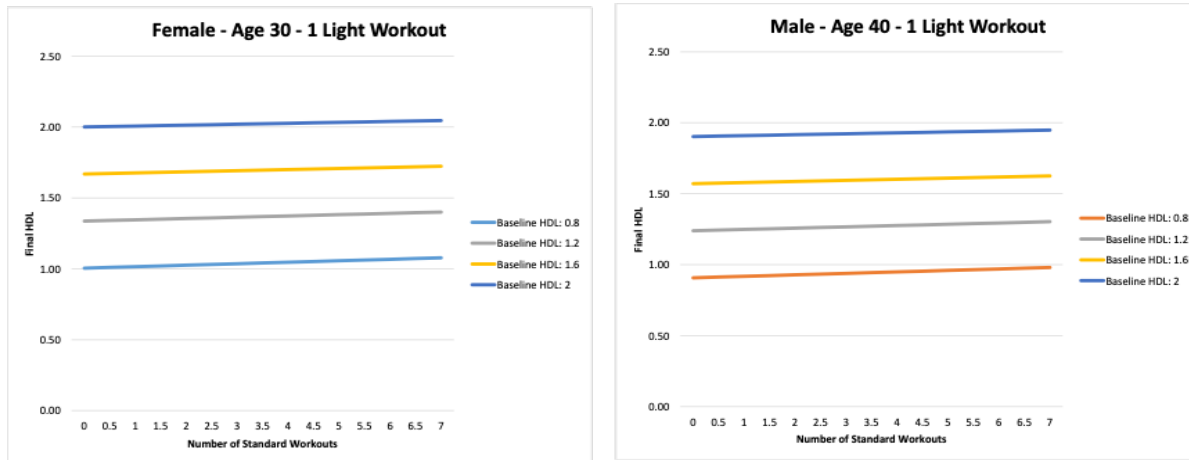 Female - Age 30 - 1 Light Workout
2.50
2.00
1.50
1.00
0.50
0.00
Final HDL
0 0.5 1 1.5 2 2.5 3 3.5 4 4.5 5 5.5 6 6.5 7
Number of Standard Workouts
Baseline HDL: 0.8
Baseline HDL: 1.2
Baseline HDL: 1.6
Baseline HDL: 2
Male - Age 40 - 1 Light Workout
2.50
2.00
1.50
1.00
0.50
0.00
Final HDL
0 0.5 1 1.5 2 2.5 3 3.5 4 4.5 5 5.5 6 6.5 7
Number of Standard Workouts
Baseline HDL: 0.8
Baseline HDL: 1.2
Baseline HDL: 1.6
Baseline HDL: 2